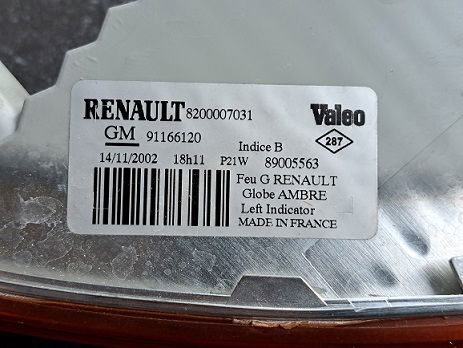 RENAULT 8200007031 Valeo
GM 91166120 Indice B 287
14/11/2002 18h11 P21W 89005563
Feu G RENAULT
Globe AMBRE
Left Indicator
MADE IN FRANCE